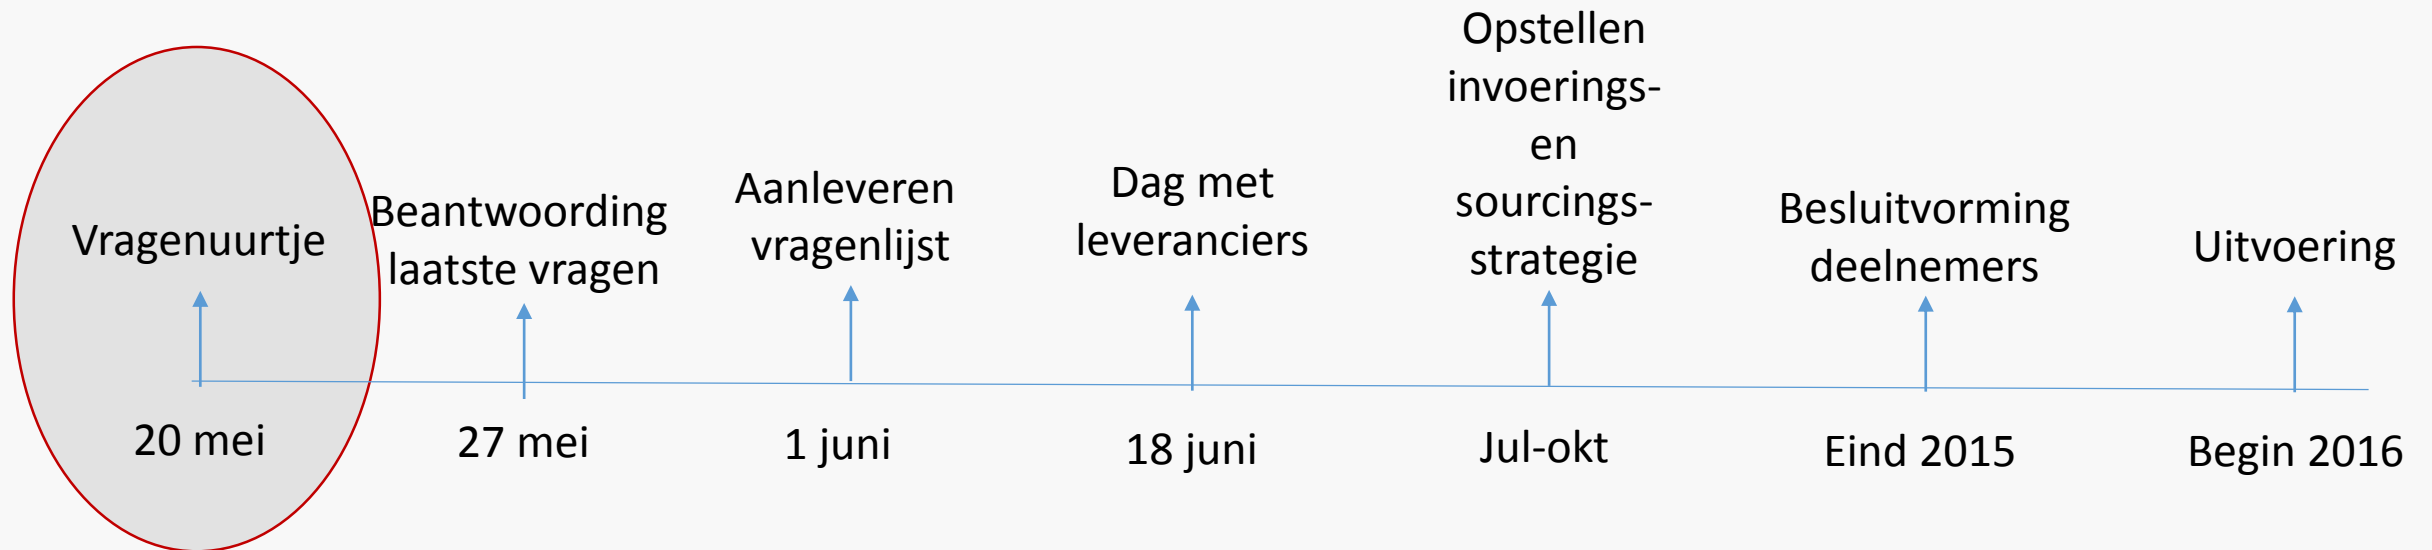 Vragenuurtje
20 mei
Beantwoording
laatste vragen
27 mei
Aanleveren
vragenlijst
1 juni
Dag met
leveranciers
18 juni
Opstellen
invoerings-
en
sourcings-
strategie
Jul-okt
Besluitvorming
deelnemers
Eind 2015
Uitvoering
Begin 2016